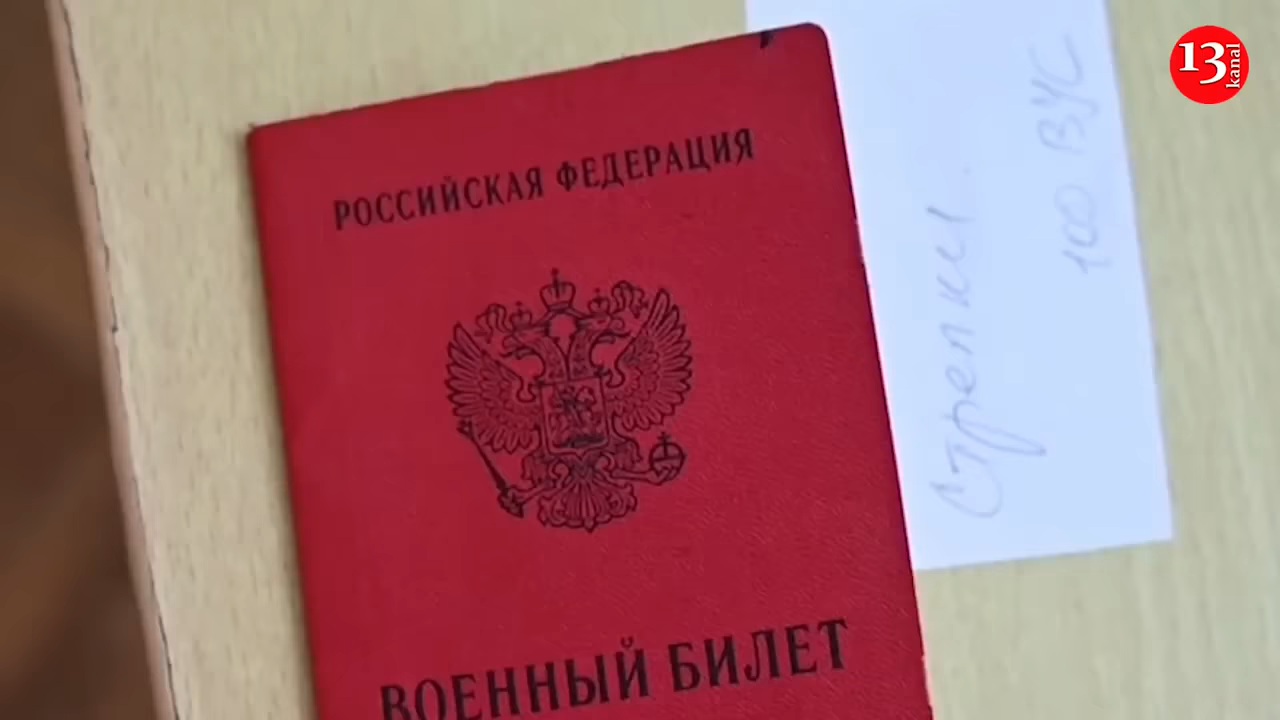 РОССИЙСКАЯ ФЕДЕРАЦИЯ
ВОЕННЫЙ БИЛЕТ
Стрелки
100 ВУС
13
kanal